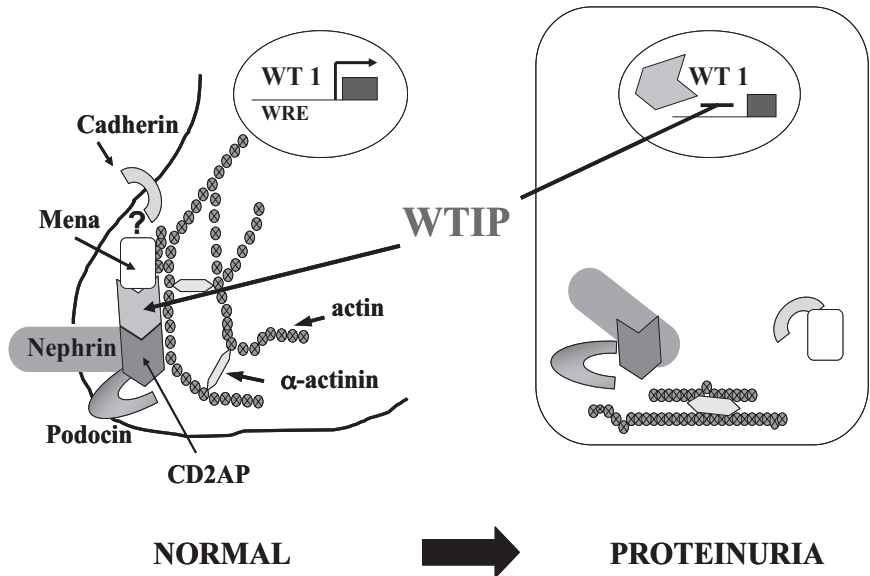 WT 1
WRE
Cadherin
Mena
?
Nephrin
Podocin
CD2AP
α-actinin
actin
WTIP
WT 1
NORMAL
PROTEINURIA